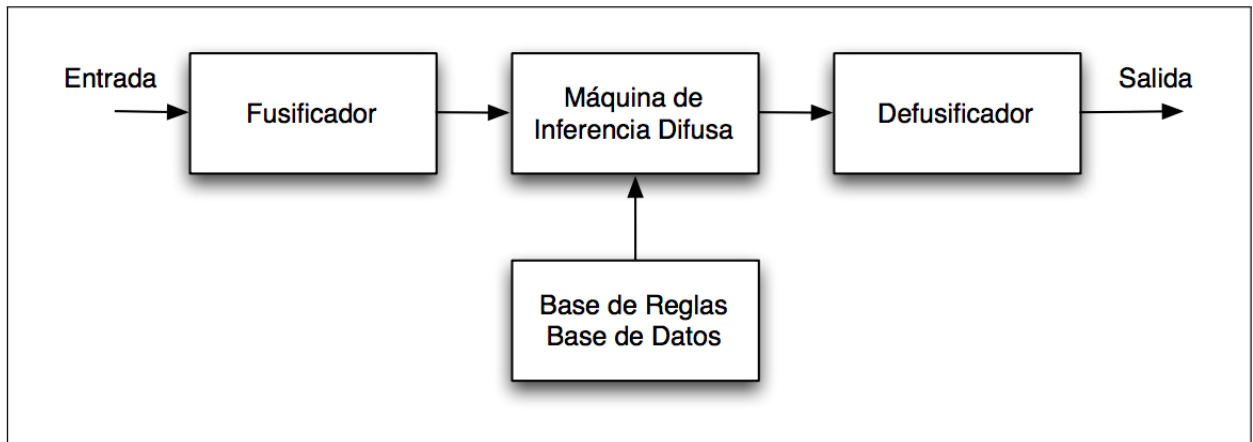 Entrada
Fusificador
Máquina de
Inferencia Difusa
Defusificador
Salida
Base de Reglas
Base de Datos